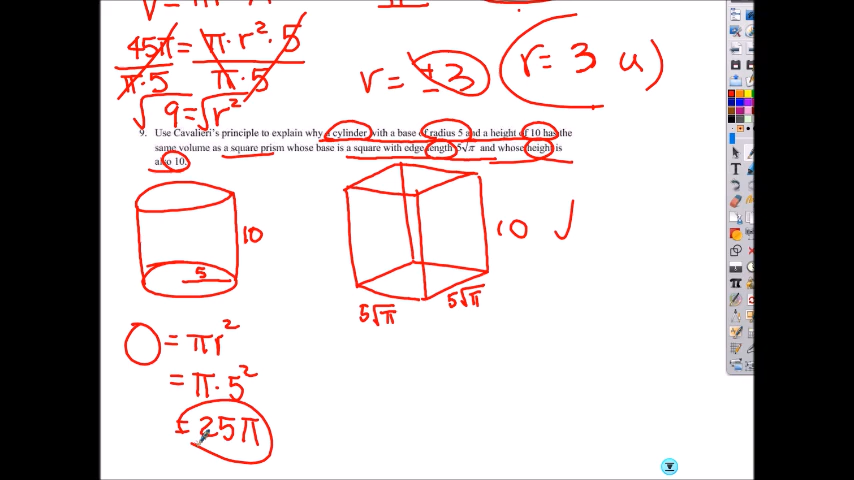 45π = π · r² · 5
π · 5 π · 5
√9 = √r²
r = ±3
r = 3 u)
9. Use Cavalieri's principle to explain why a cylinder with a base of radius 5 and a height of 10 has the
same volume as a square prism whose base is a square with edge length 5√π and whose height is
also 10.
10
5
10 √
5√π 5√π
= πr²
= π · 5²
= 25π